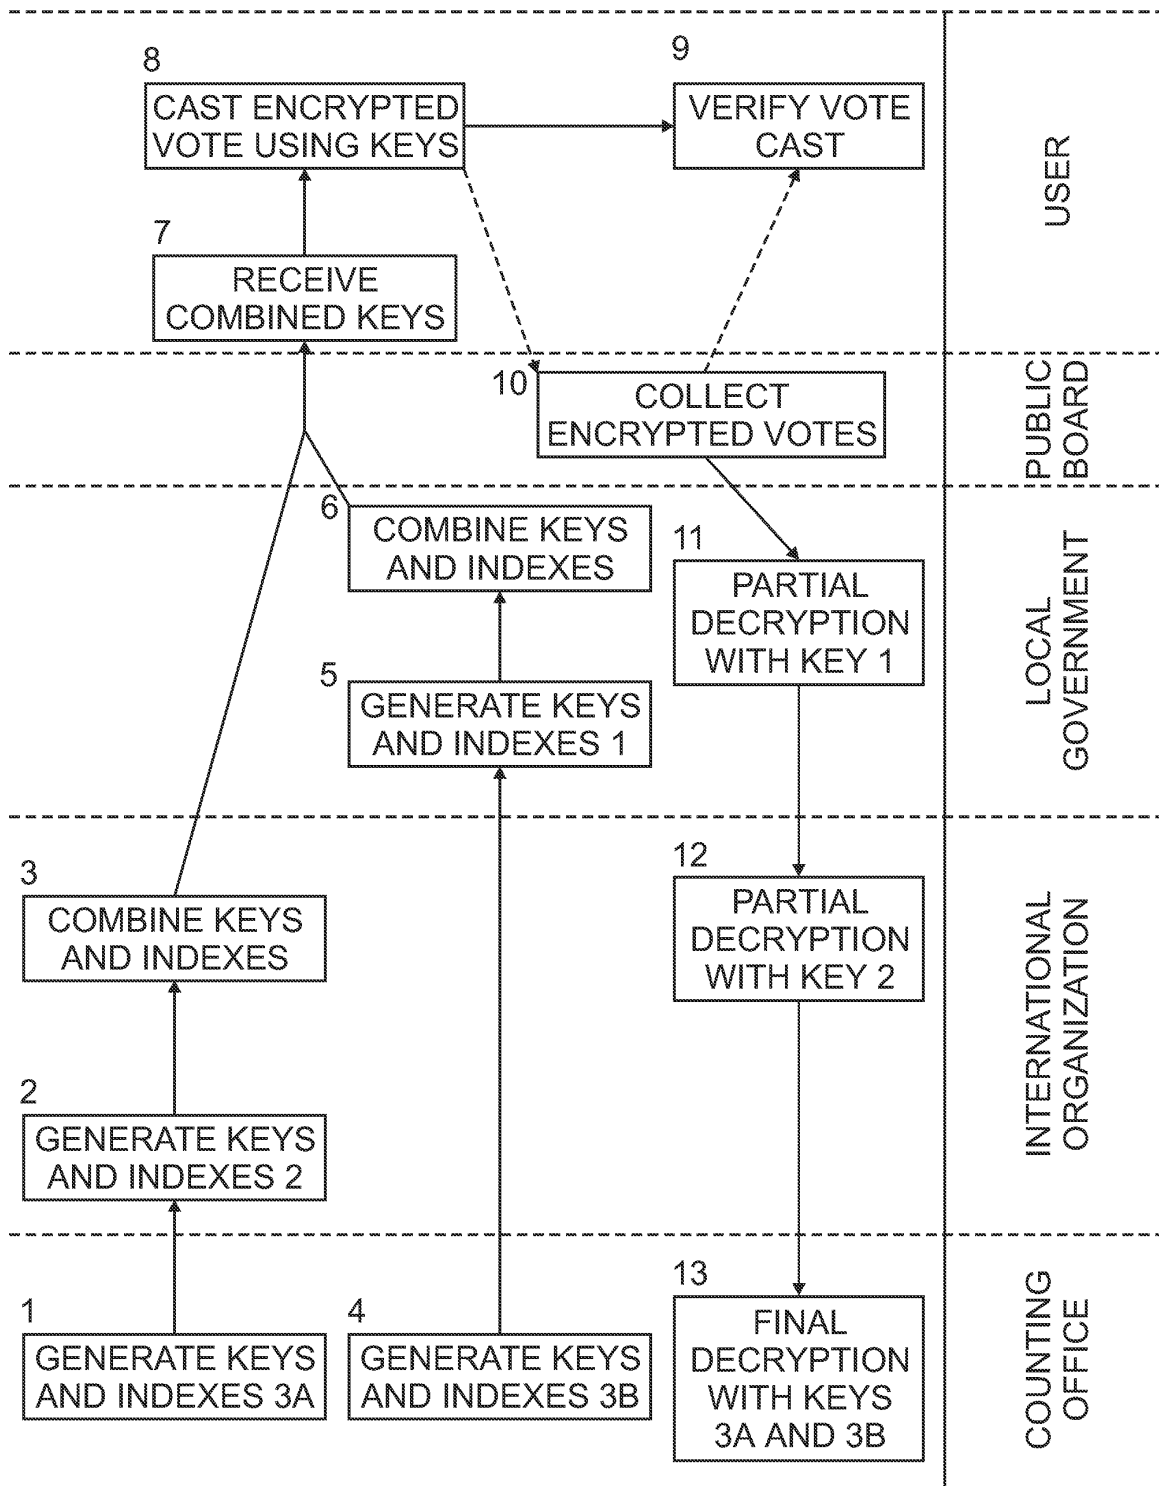 8
CAST ENCRYPTED
VOTE USING KEYS
9
VERIFY VOTE
CAST
USER
7
RECEIVE
COMBINED KEYS
10
COLLECT
ENCRYPTED VOTES
PUBLIC
BOARD
6
COMBINE KEYS
AND INDEXES
11
PARTIAL
DECRYPTION
WITH KEY 1
5
GENERATE KEYS
AND INDEXES 1
LOCAL
GOVERNMENT
3
COMBINE KEYS
AND INDEXES
12
PARTIAL
DECRYPTION
WITH KEY 2
2
GENERATE KEYS
AND INDEXES 2
INTERNATIONAL
ORGANIZATION
1
GENERATE KEYS
AND INDEXES 3A
4
GENERATE KEYS
AND INDEXES 3B
13
FINAL
DECRYPTION
WITH KEYS
3A AND 3B
COUNTING
OFFICE